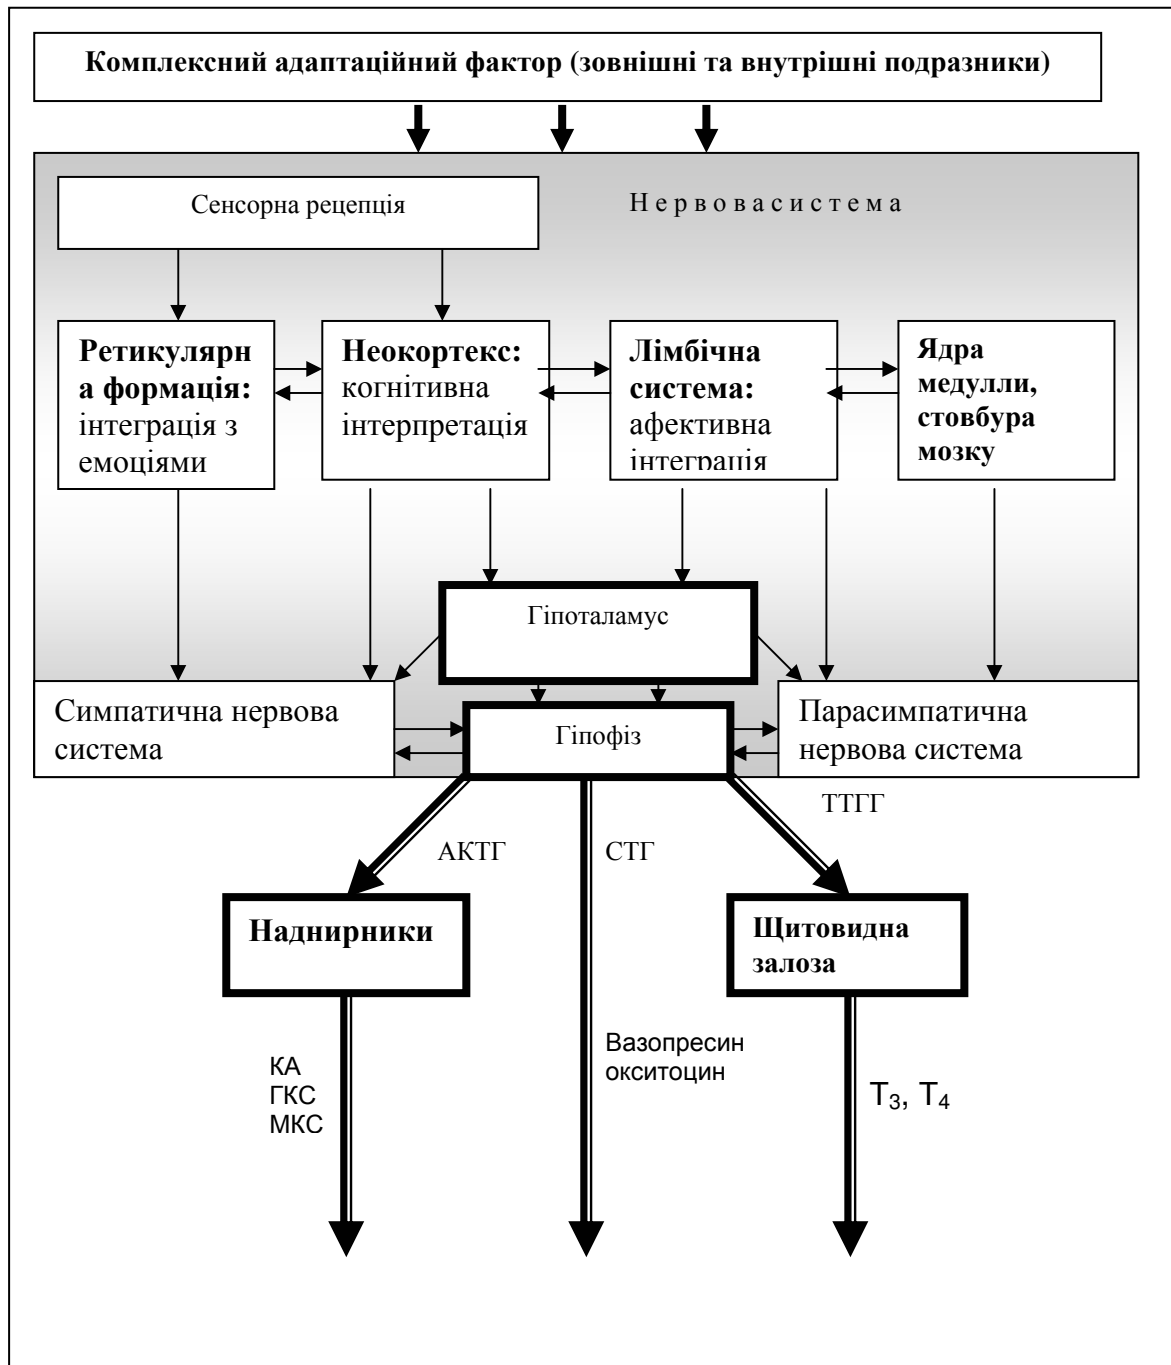 Комплексний адаптаційний фактор (зовнішні та внутрішні подразники)
Сенсорна рецепція
Н е р в о в а с и с т е м а
Ретикулярн
а формація:
інтеграція з
емоціями
Неокортекс:
когнітивна
інтерпретація
Лімбічна
система:
афективна
інтеграція
Ядра
медулли,
стовбура
мозку
Гіпоталамус
Симпатична нервова
система
Гіпофіз
Парасимпатична
нервова система
ТТГГ
АКТГ
СТГ
Наднирники
Щитовидна
залоза
КА
ГКС
МКС
Вазопресин
окситоцин
Т₃, Т₄